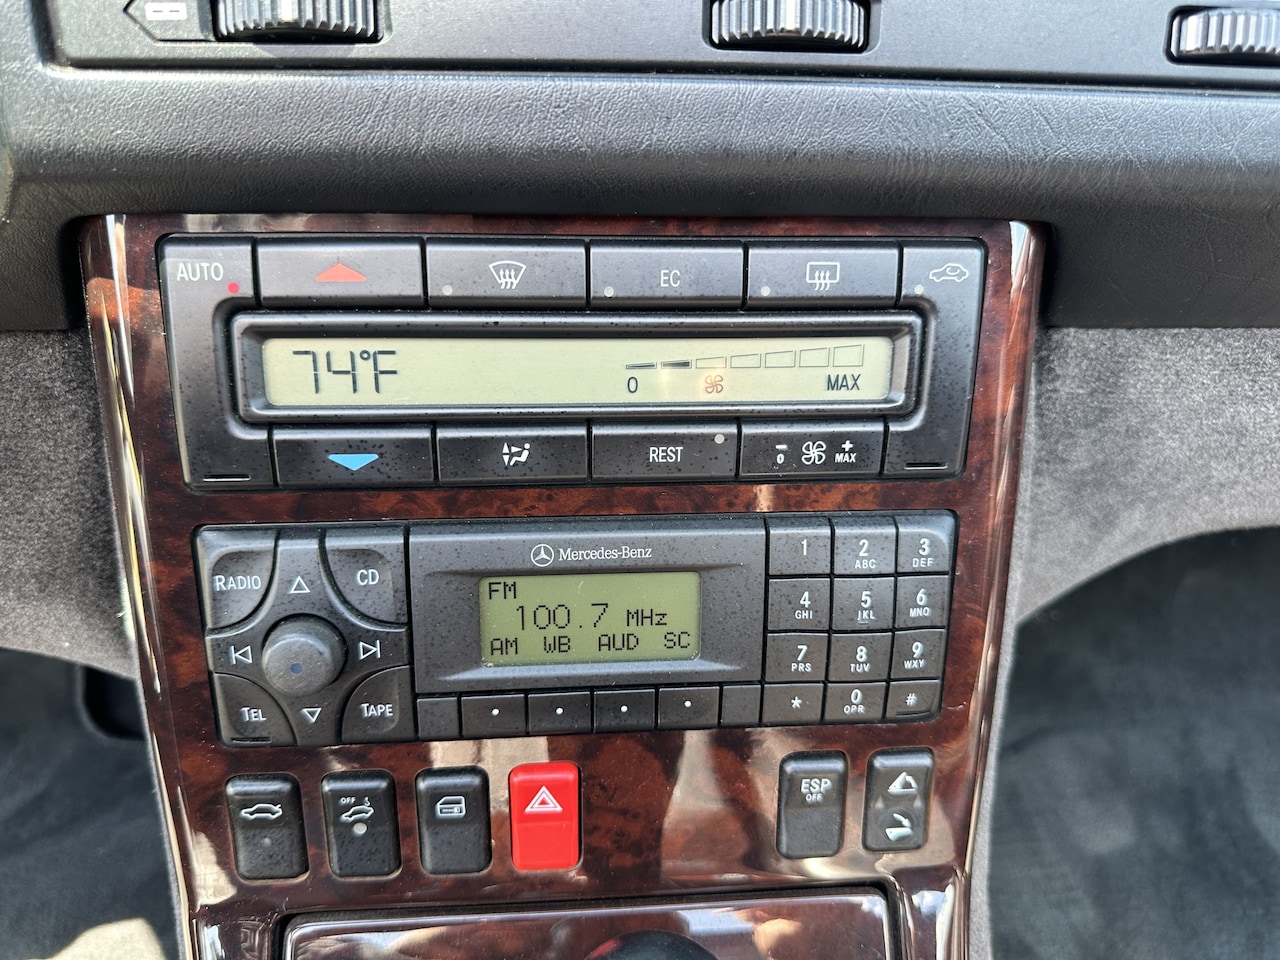 AUTO
EC
74°F
0
MAX
REST
0
MAX
Mercedes-Benz
RADIO
CD
TEL
TAPE
FM
100.7 MHz
AM WB AUD SC
1
2
3
ABC
DEF
4
5
6
GHI
JKL
MNO
7
8
9
PRS
TUV
WXY
*
0
#
OPR
OFF
ESP
OFF